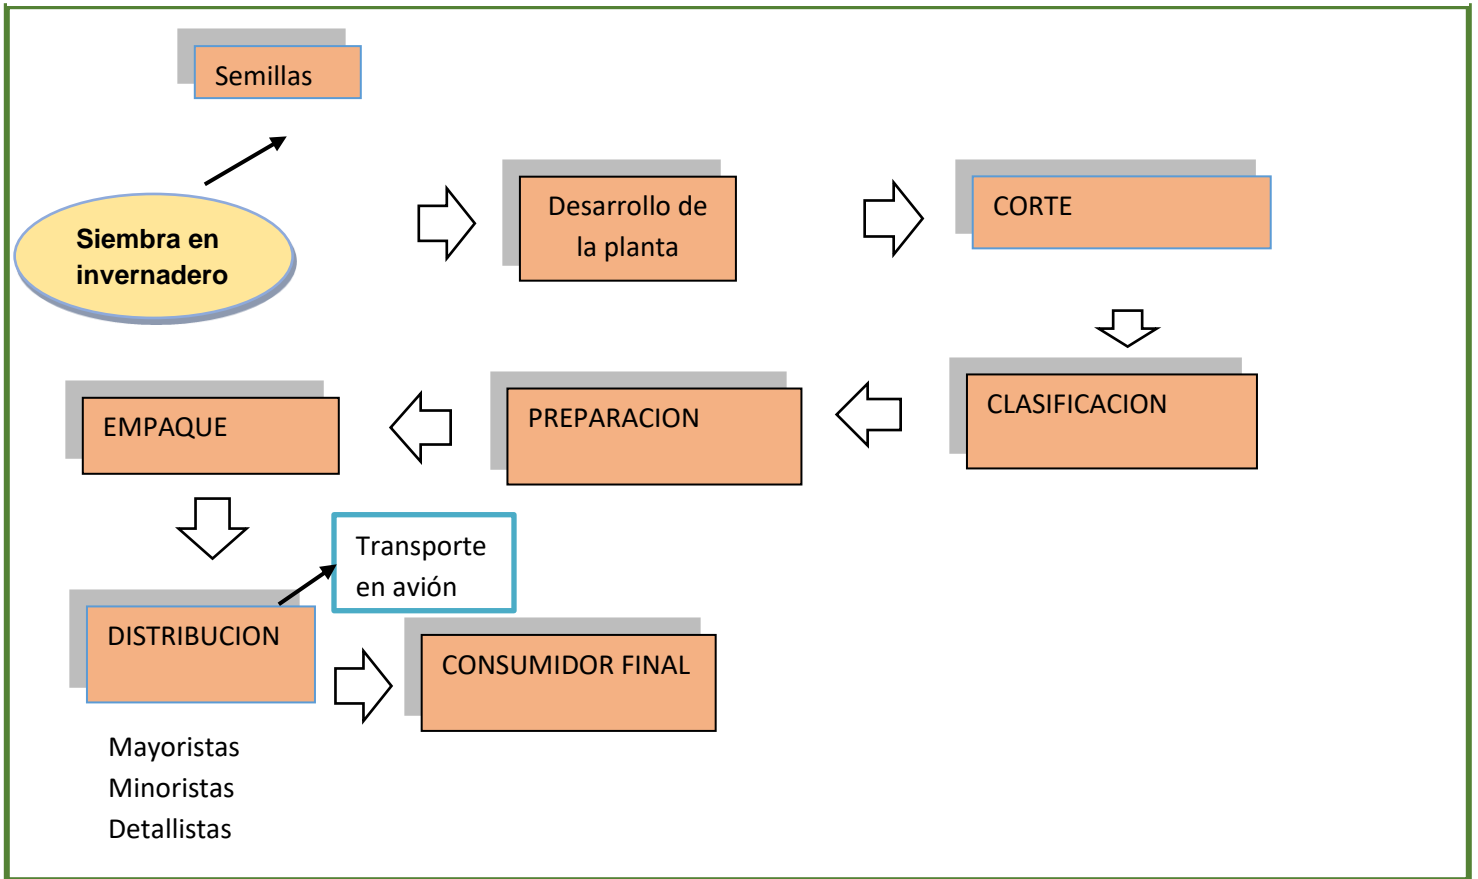 Semillas
Siembra en
invernadero
Desarrollo de
la planta
CORTE
CLASIFICACION
PREPARACION
EMPAQUE
Transporte
en avión
DISTRIBUCION
CONSUMIDOR FINAL
Mayoristas
Minoristas
Detallistas